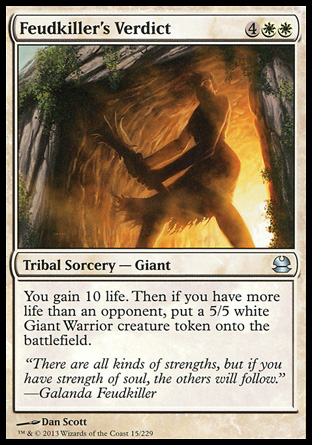 Feudkiller's Verdict 4
Tribal Sorcery — Giant
You gain 10 life. Then if you have more
life than an opponent, put a 5/5 white
Giant Warrior creature token onto the
battlefield.
"There are all kinds of strengths, but if you
have strength of soul, the others will follow."
—Galanda Feudkiller
Dan Scott
™ & © 2013 Wizards of the Coast 15/229